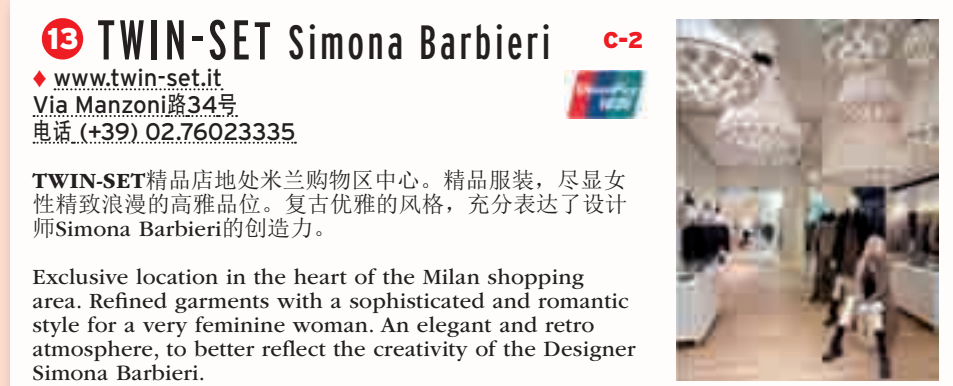 13 TWIN-SET Simona Barbieri C-2
♦ www.twin-set.it
Via Manzoni路34号
电话 (+39) 02.76023335
UnionPay
银联
TWIN-SET精品店地处米兰购物区中心。精品服装，尽显女
性精致浪漫的高雅品位。复古优雅的风格，充分表达了设计
师Simona Barbieri的创造力。
Exclusive location in the heart of the Milan shopping
area. Refined garments with a sophisticated and romantic
style for a very feminine woman. An elegant and retro
atmosphere, to better reflect the creativity of the Designer
Simona Barbieri.